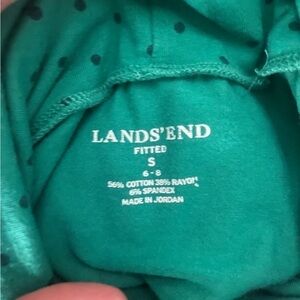 LANDS'END
FITTED
S
6-8
56% COTTON 38% RAYON
6% SPANDEX
MADE IN JORDAN